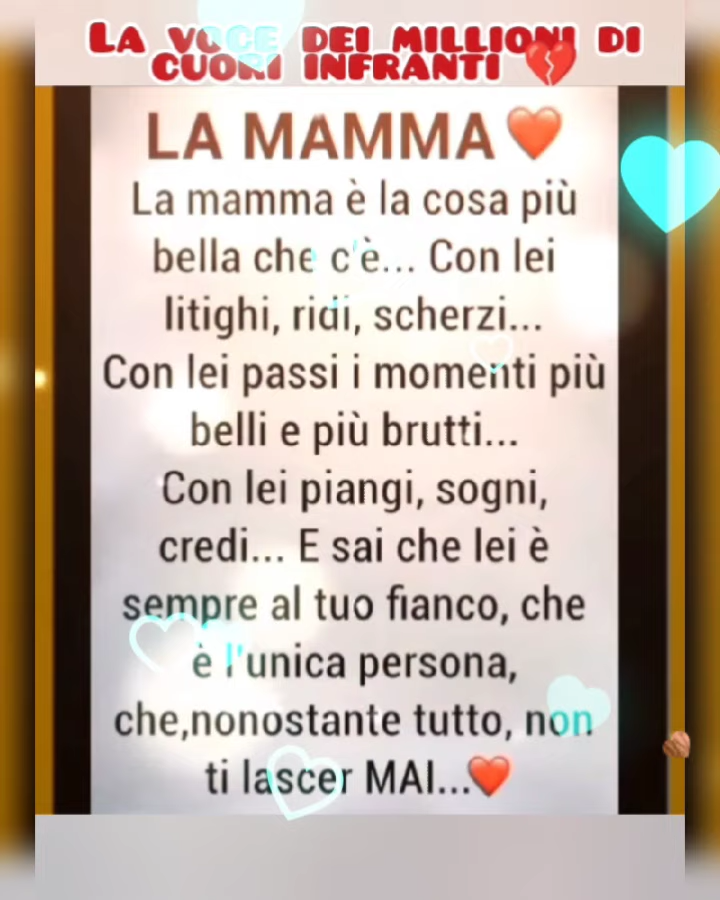 La voce dei millioni di
cuori infranti 💔
LA MAMMA ❤️
La mamma è la cosa più
bella che c'è... Con lei
litighi, ridi, scherzi...
Con lei passi i momenti più
belli e più brutti...
Con lei piangi, sogni,
credi... E sai che lei è
sempre al tuo fianco, che
è l'unica persona,
che,nonostante tutto, non
ti lascer MAI...❤️